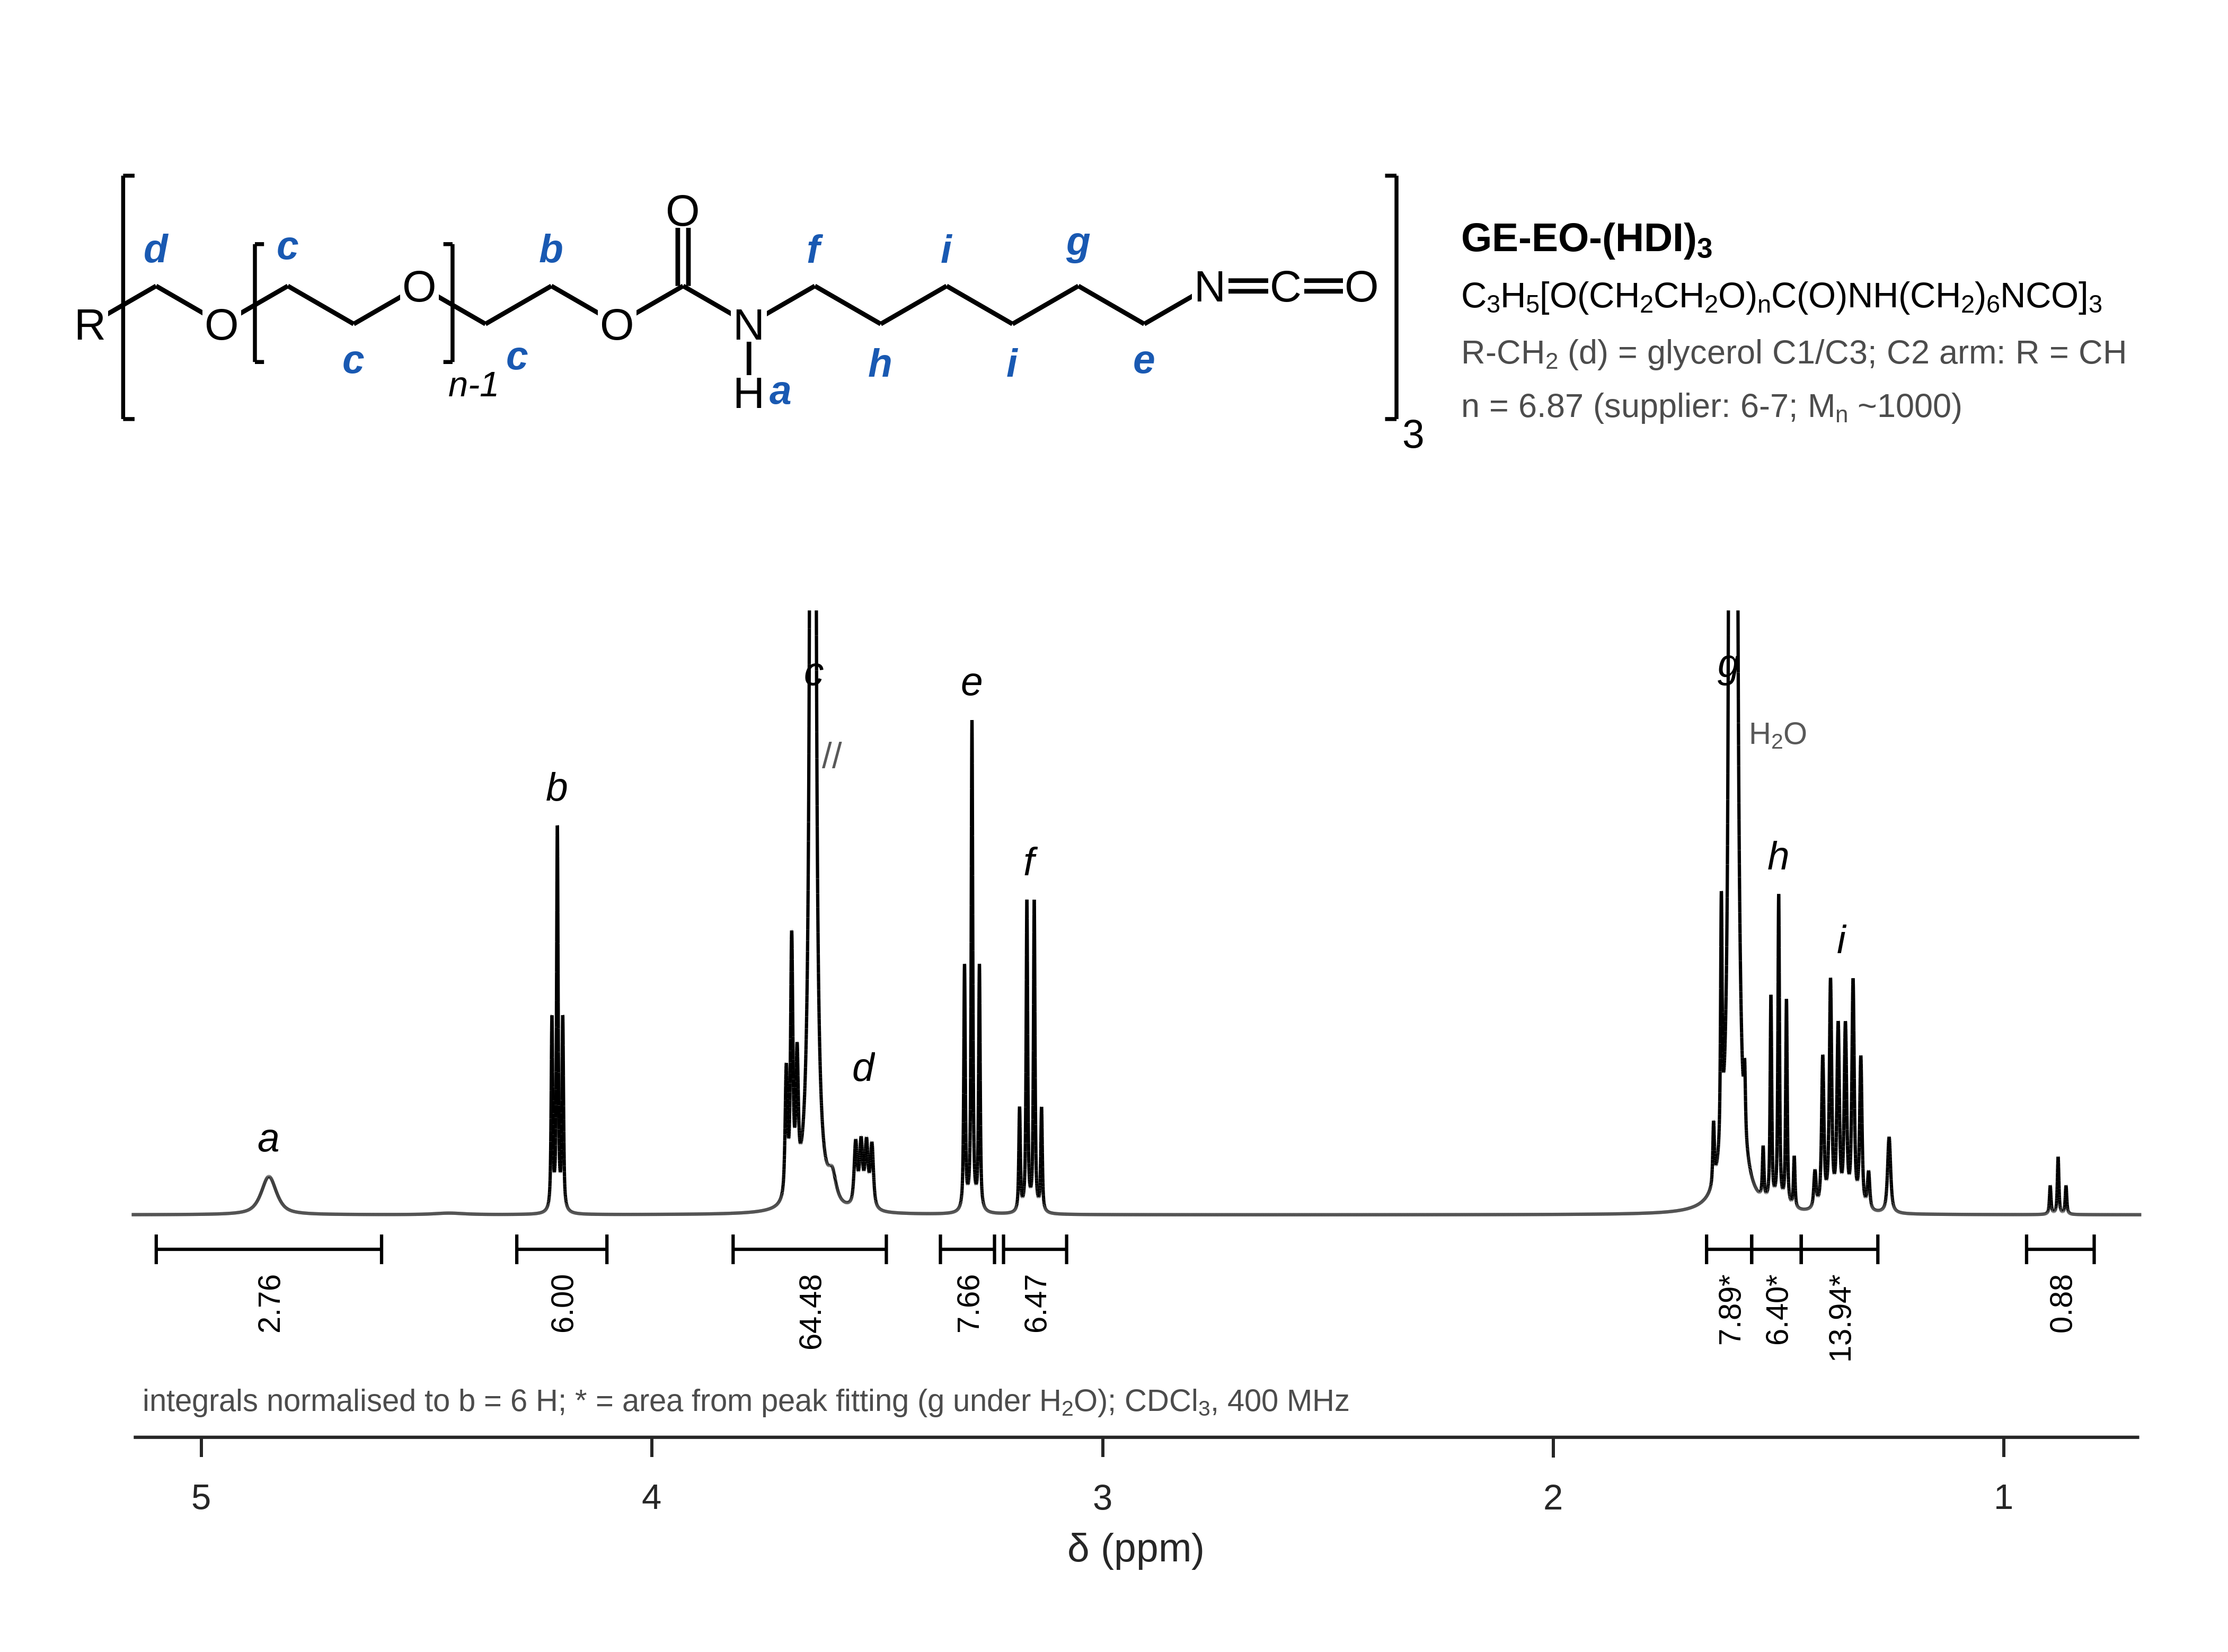 O
d
c
b
f
i
g
R
O
O
O
N
N=C=O
c
n-1
c
H
a
h
i
e
3
GE-EO-(HDI)3
C3H5[O(CH2CH2O)nC(O)NH(CH2)6NCO]3
R-CH2 (d) = glycerol C1/C3; C2 arm: R = CH
n = 6.87 (supplier: 6-7; Mn ~1000)
c
e
g
//
H2O
b
f
h
i
d
a
2.76
6.00
64.48
7.66
6.47
7.89*
6.40*
13.94*
0.88
integrals normalised to b = 6 H; * = area from peak fitting (g under H2O); CDCl3, 400 MHz
5 4 3 2 1
δ (ppm)